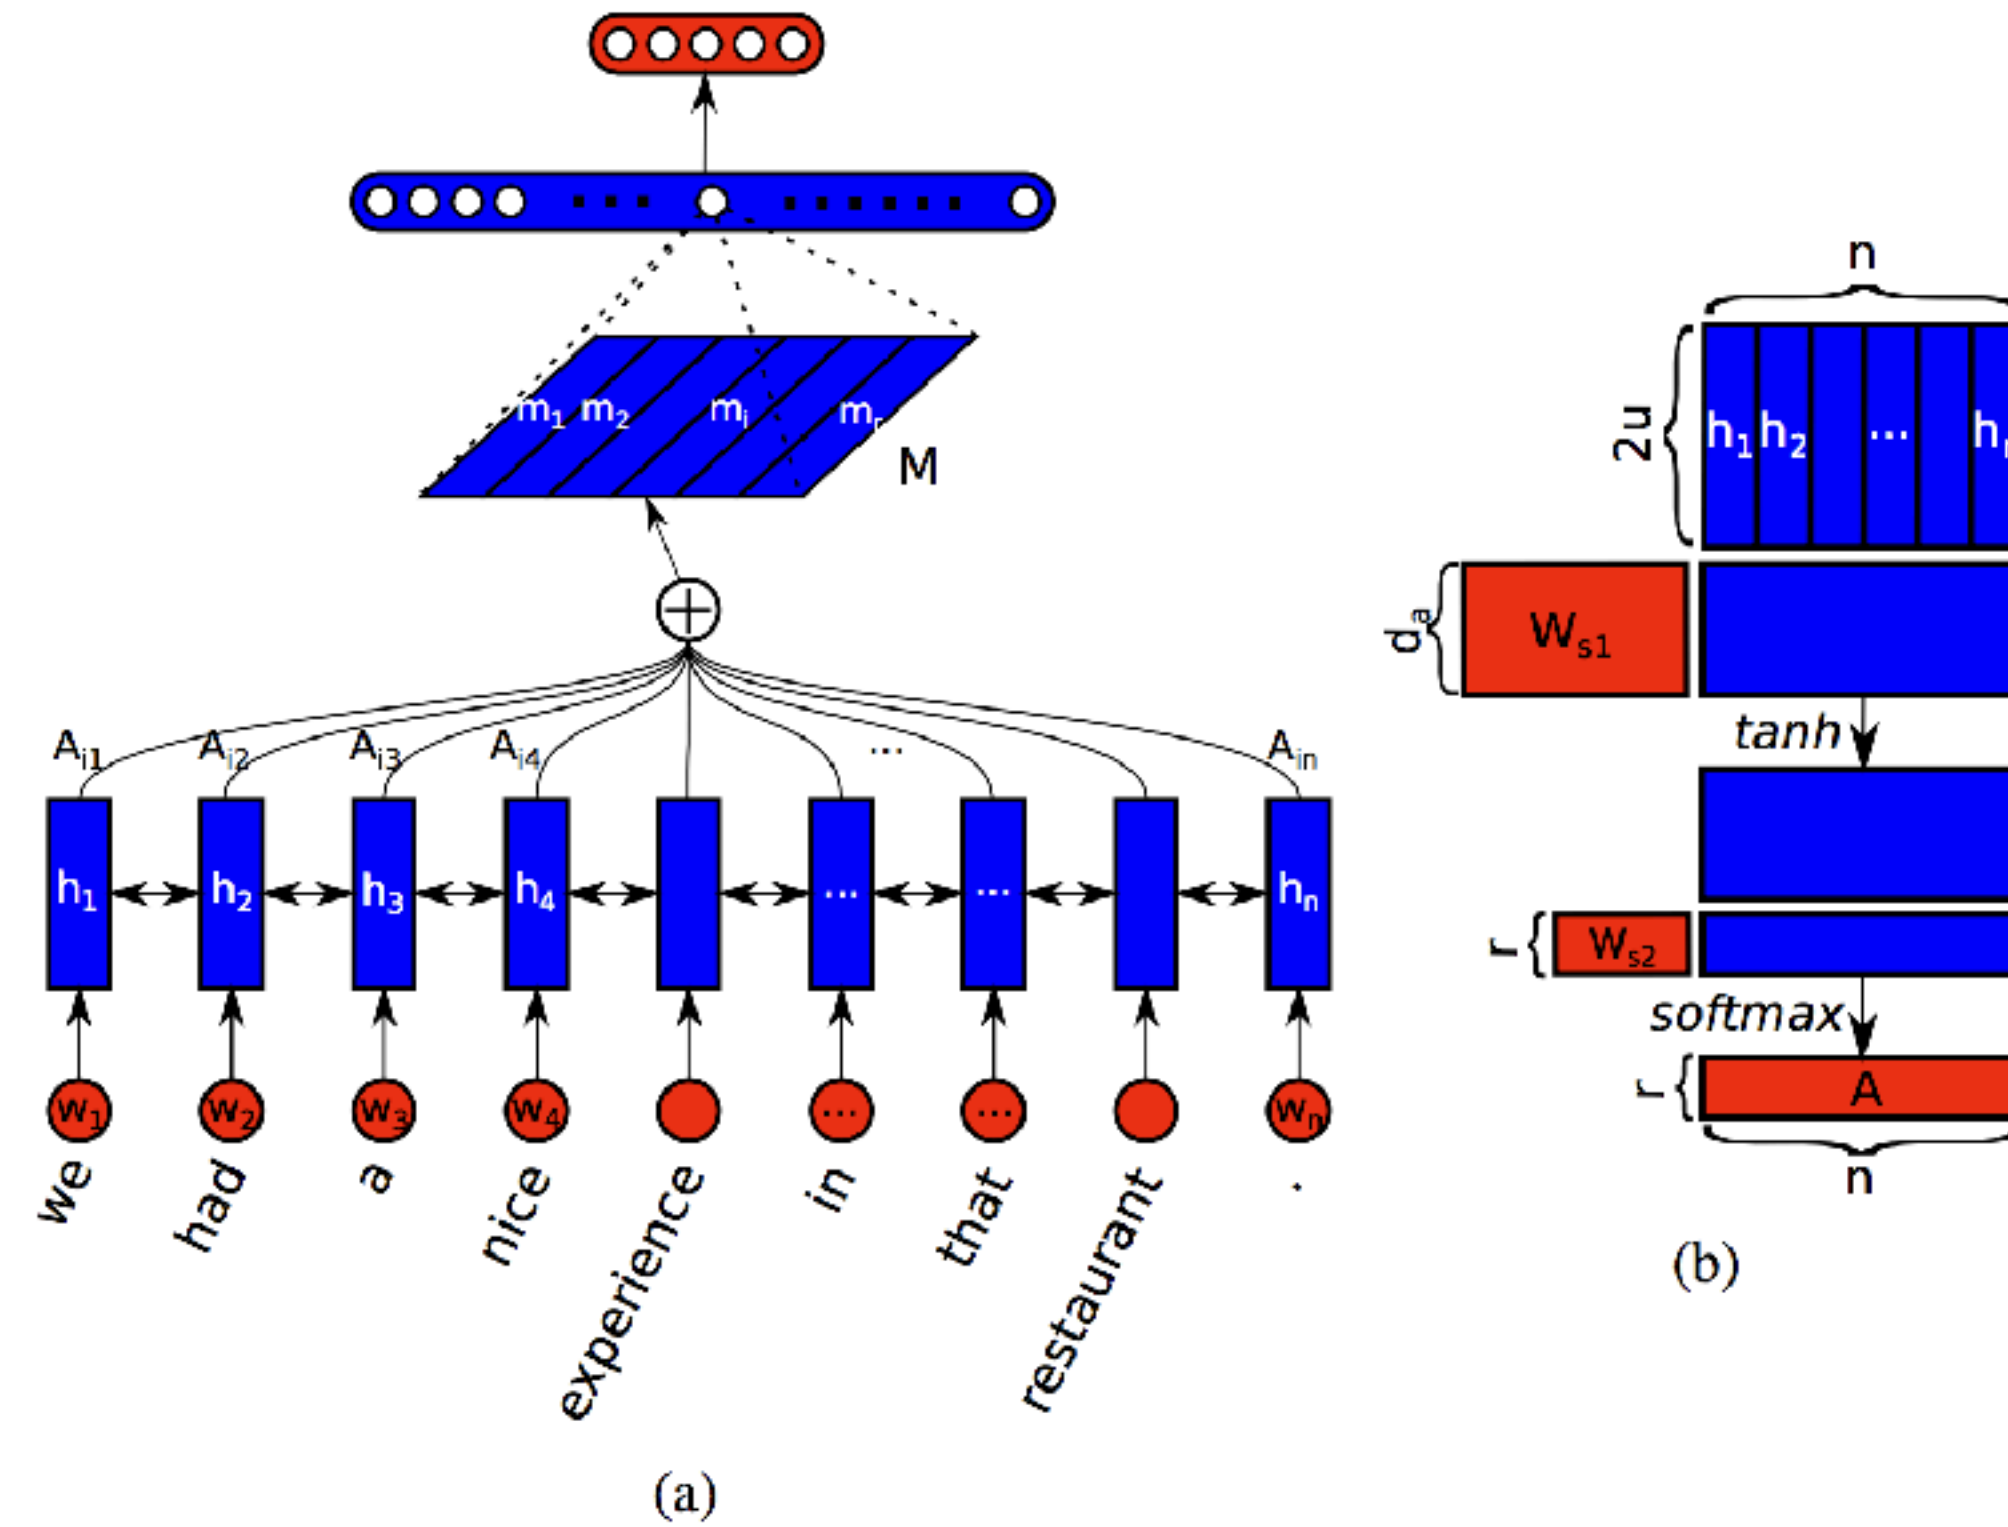 m1 m2 mi mr
M
Ai1 Ai2 Ai3 Ai4 ... Ain
h1 h2 h3 h4 ... ... hn
w1 w2 w3 w4 ... ... wn
we had a nice experience in that restaurant .
(a)
n
2u
h1 h2 ...
da
Ws1
tanh
r
Ws2
softmax
r
A
n
(b)